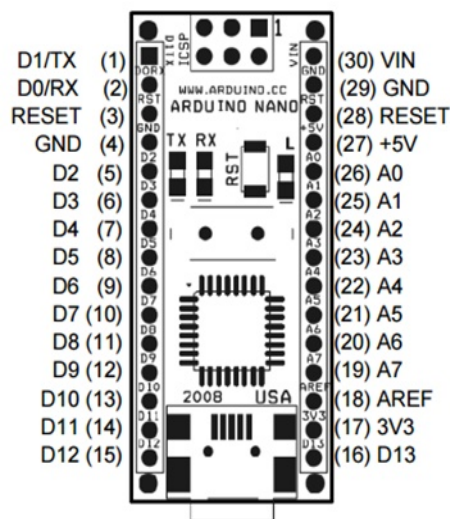 D1/TX (1)
D0/RX (2)
RESET (3)
GND (4)
D2 (5)
D3 (6)
D4 (7)
D5 (8)
D6 (9)
D7 (10)
D8 (11)
D9 (12)
D10 (13)
D11 (14)
D12 (15)
D1TX
ICSP
1
VIN
D0RX
RST
GND
D2
D3
D4
D5
D6
D7
D8
D9
D10
D11
D12
WWW.ARDUINO.CC
ARDUINO NANO
TX RX
RST
L
2008 USA
GND
RST
+5V
A0
A1
A2
A3
A4
A5
A6
A7
AREF
3V3
D13
(30) VIN
(29) GND
(28) RESET
(27) +5V
(26) A0
(25) A1
(24) A2
(23) A3
(22) A4
(21) A5
(20) A6
(19) A7
(18) AREF
(17) 3V3
(16) D13